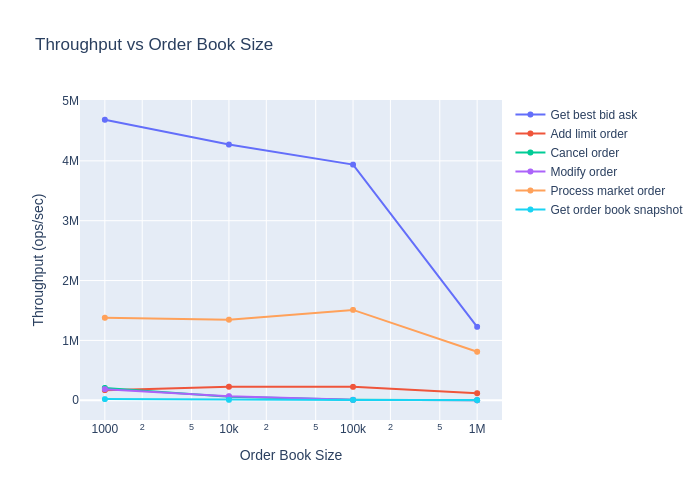 Throughput vs Order Book Size
5M
4M
3M
2M
1M
0
Throughput (ops/sec)
1000 2 5 10k 2 5 100k 2 5 1M
Order Book Size
Get best bid ask
Add limit order
Cancel order
Modify order
Process market order
Get order book snapshot